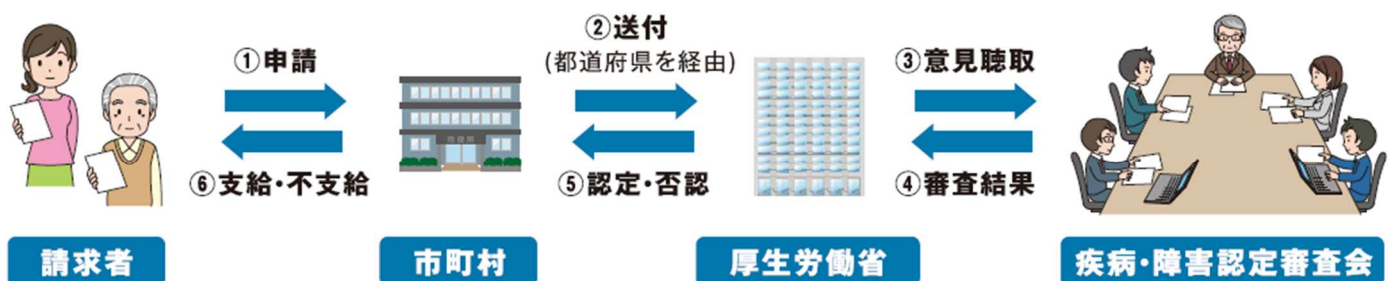 ①申請
②送付
(都道府県を経由)
③意見聴取
⑥支給・不支給
⑤認定・否認
④審査結果
請求者
市町村
厚生労働省
疾病・障害認定審査会